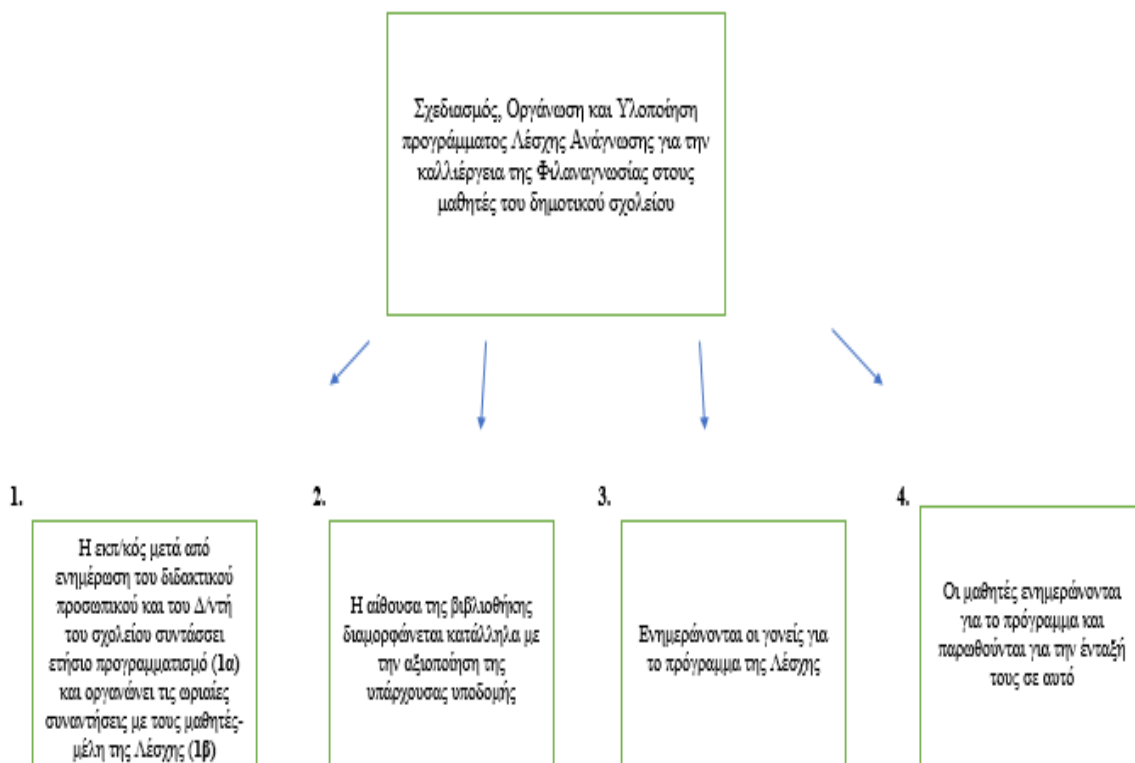 Σχεδιασμός, Οργάνωση και Υλοποίηση
προγράμματος Λέσχης Ανάγνωσης για την
καλλιέργεια της Φιλαναγνωσίας στους
μαθητές του δημοτικού σχολείου
1.
Η εκπ/κός μετά από
ενημέρωση του διδακτικού
προσωπικού και του Δ/ντή
του σχολείου συντάσσει
ετήσιο προγραμματισμό (1α)
και οργανώνει τις ωριαίες
συναντήσεις με τους μαθητές-
μέλη της Λέσχης (1β)
2.
Η αίθουσα της βιβλιοθήκης
διαμορφώνεται κατάλληλα με
την αξιοποίηση της
υπάρχουσας υποδομής
3.
Ενημερώνονται οι γονείς για
το πρόγραμμα της Λέσχης
4.
Οι μαθητές ενημερώνονται
για το πρόγραμμα και
παρωθούνται για την ένταξή
τους σε αυτό